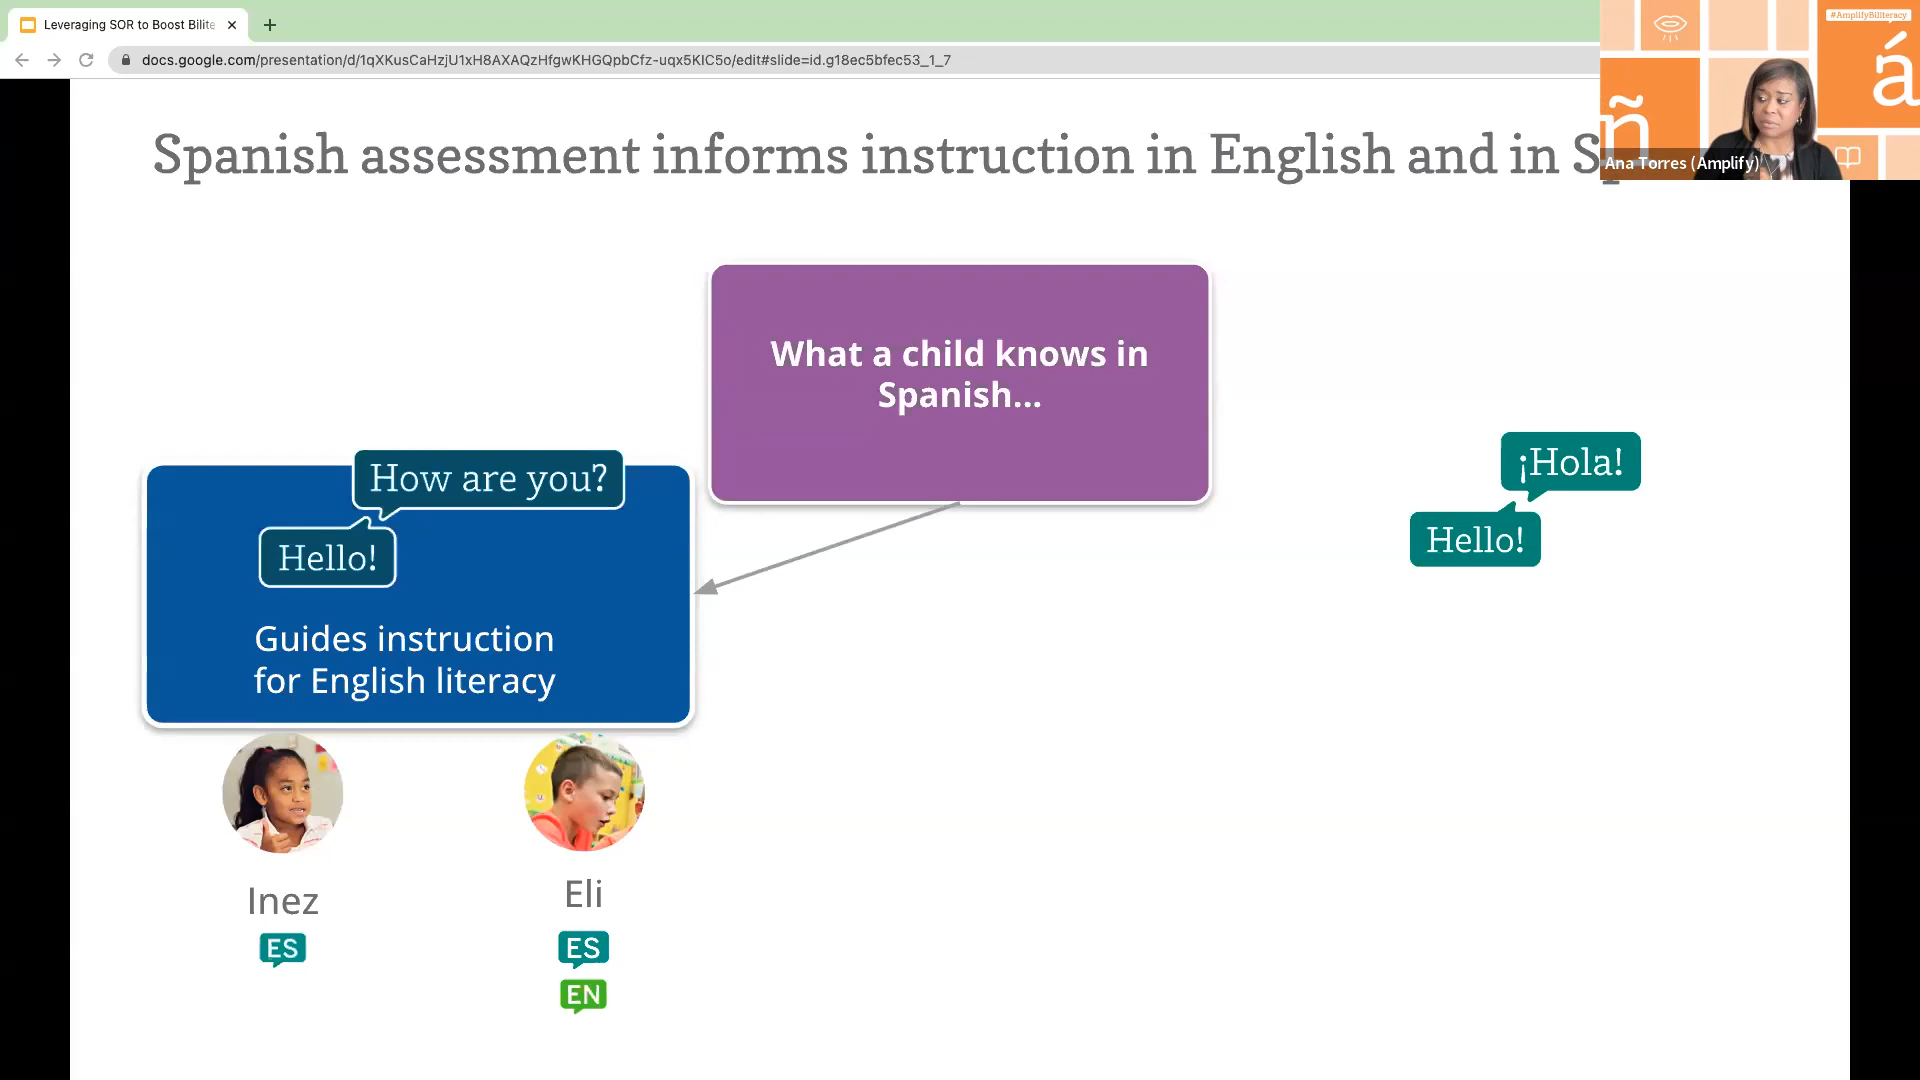 Leveraging SOR to Boost Bilite
docs.google.com/presentation/d/1qXKusCaHzjU1xH8AXAQzHfgwKHGQpbCfz-uqx5KIC5o/edit#slide=id.g18ec5bfec53_1_7
#AmplifyBiliteracy
á
ñ
Ana Torres (Amplify)
Spanish assessment informs instruction in English and in S
What a child knows in
Spanish...
How are you?
Hello!
Guides instruction
for English literacy
¡Hola!
Hello!
Inez
ES
Eli
ES
EN